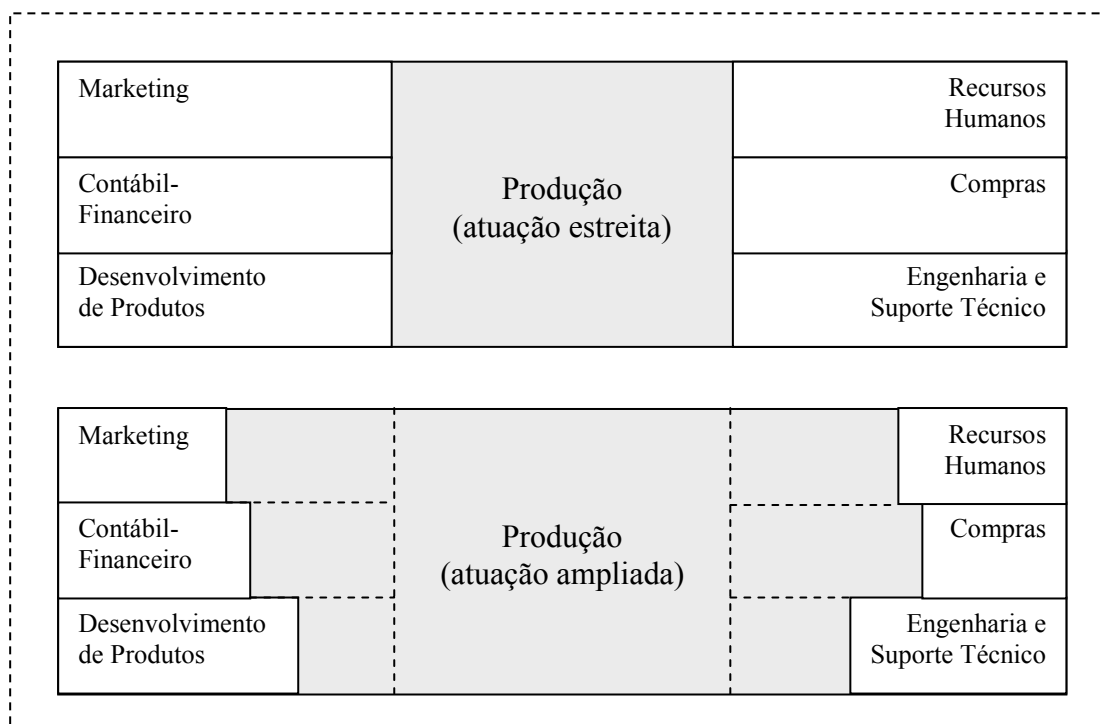 Marketing
Recursos
Humanos
Contábil-
Financeiro
Produção
(atuação estreita)
Compras
Desenvolvimento
de Produtos
Engenharia e
Suporte Técnico
Marketing
Recursos
Humanos
Contábil-
Financeiro
Produção
(atuação ampliada)
Compras
Desenvolvimento
de Produtos
Engenharia e
Suporte Técnico